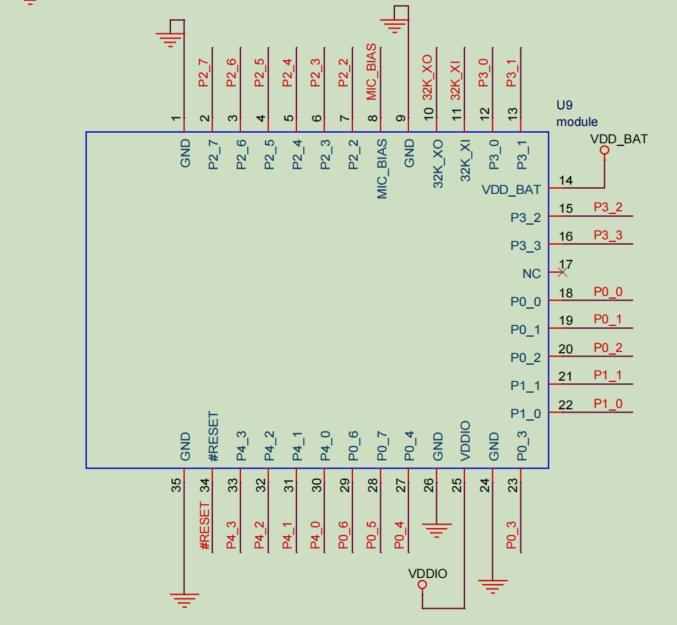 P2_7
P2_6
P2_5
P2_4
P2_3
P2_2
MIC_BIAS
32K_XO
32K_XI
P3_0
P3_1
1
2
3
4
5
6
7
8
9
10
11
12
13
U9
module
GND
P2_7
P2_6
P2_5
P2_4
P2_3
P2_2
MIC_BIAS
GND
32K_XO
32K_XI
P3_0
P3_1
VDD_BAT
VDD_BAT 14
P3_2 15 P3_2
P3_3 16 P3_3
NC 17
P0_0 18 P0_0
P0_1 19 P0_1
P0_2 20 P0_2
P1_1 21 P1_1
P1_0 22 P1_0
GND
#RESET
P4_3
P4_2
P4_1
P4_0
P0_6
P0_7
P0_4
GND
VDDIO
GND
P0_3
35
34
33
32
31
30
29
28
27
26
25
24
23
#RESET
P4_3
P4_2
P4_1
P4_0
P0_6
P0_5
P0_4
P0_3
VDDIO